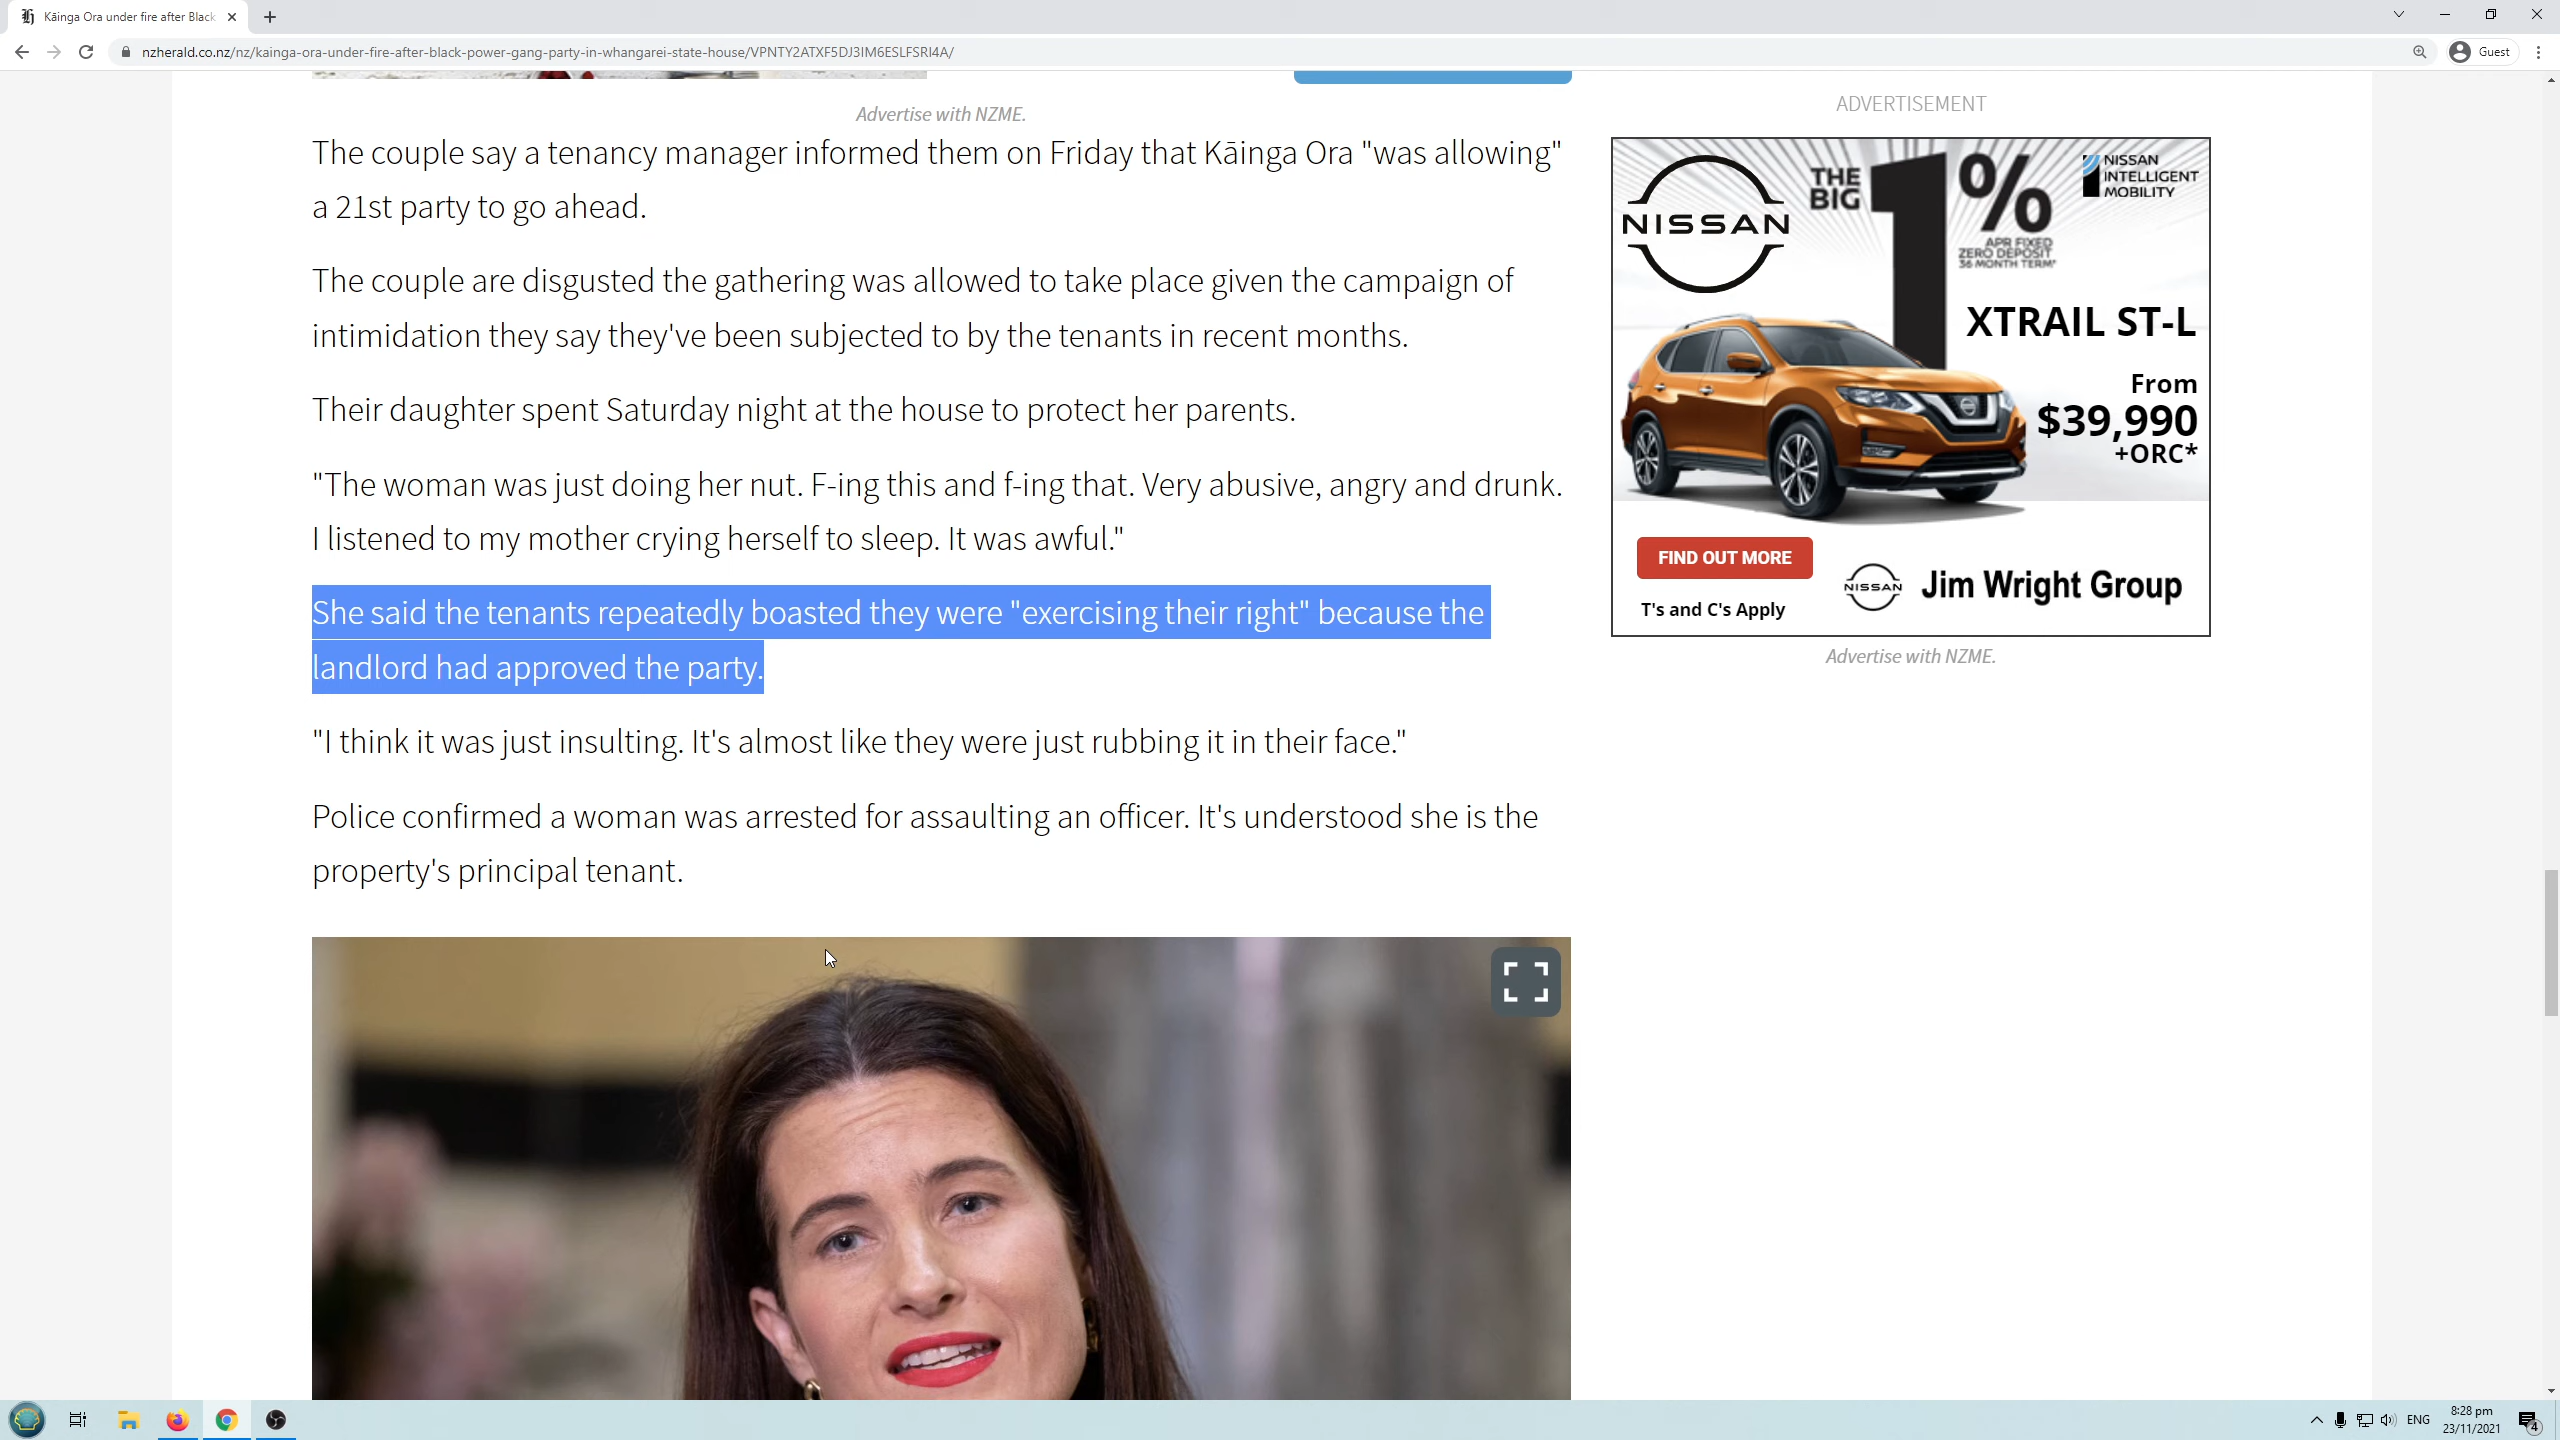 Kāinga Ora under fire after Black
nzherald.co.nz/nz/kainga-ora-under-fire-after-black-power-gang-party-in-whangarei-state-house/VPNTY2ATXF5DJ3IM6ESLFSRI4A/
Guest
Advertise with NZME.
The couple say a tenancy manager informed them on Friday that Kāinga Ora "was allowing"
a 21st party to go ahead.
The couple are disgusted the gathering was allowed to take place given the campaign of
intimidation they say they've been subjected to by the tenants in recent months.
Their daughter spent Saturday night at the house to protect her parents.
"The woman was just doing her nut. F-ing this and f-ing that. Very abusive, angry and drunk.
I listened to my mother crying herself to sleep. It was awful."
She said the tenants repeatedly boasted they were "exercising their right" because the
landlord had approved the party.
"I think it was just insulting. It's almost like they were just rubbing it in their face."
Police confirmed a woman was arrested for assaulting an officer. It's understood she is the
property's principal tenant.
ADVERTISEMENT
NISSAN
THE
BIG
1%
APR FIXED
ZERO DEPOSIT
36 MONTH TERM*
NISSAN
INTELLIGENT
MOBILITY
XTRAIL ST-L
From
$39,990
+ORC*
FIND OUT MORE
T's and C's Apply
NISSAN
Jim Wright Group
Advertise with NZME.
ENG
8:28 pm
23/11/2021
4